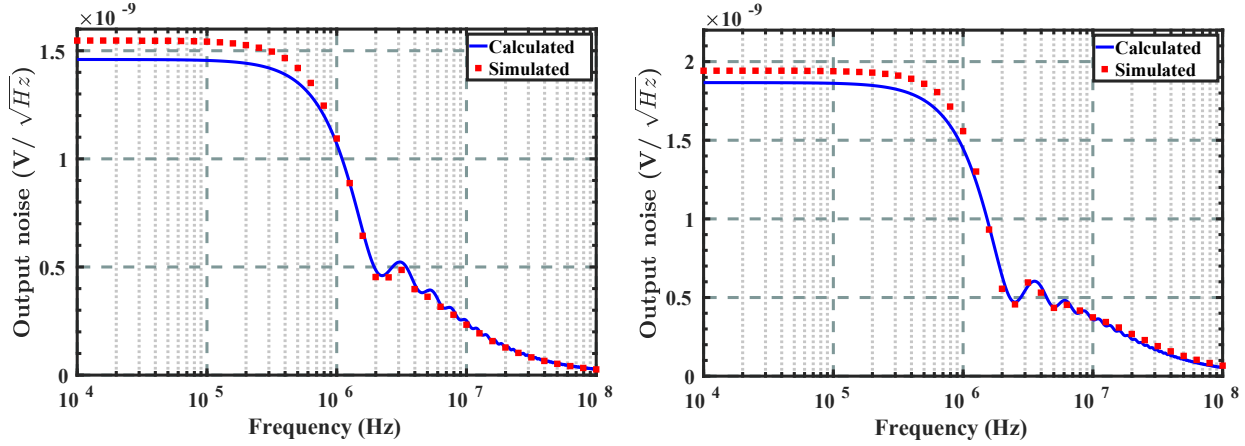 ×10⁻⁹
Output noise (V/ √Hz)
1.5
1
0.5
0
Calculated
Simulated
10⁴ 10⁵ 10⁶ 10⁷ 10⁸
Frequency (Hz)
×10⁻⁹
Output noise (V/ √Hz)
2
1.5
1
0.5
0
Calculated
Simulated
10⁴ 10⁵ 10⁶ 10⁷ 10⁸
Frequency (Hz)